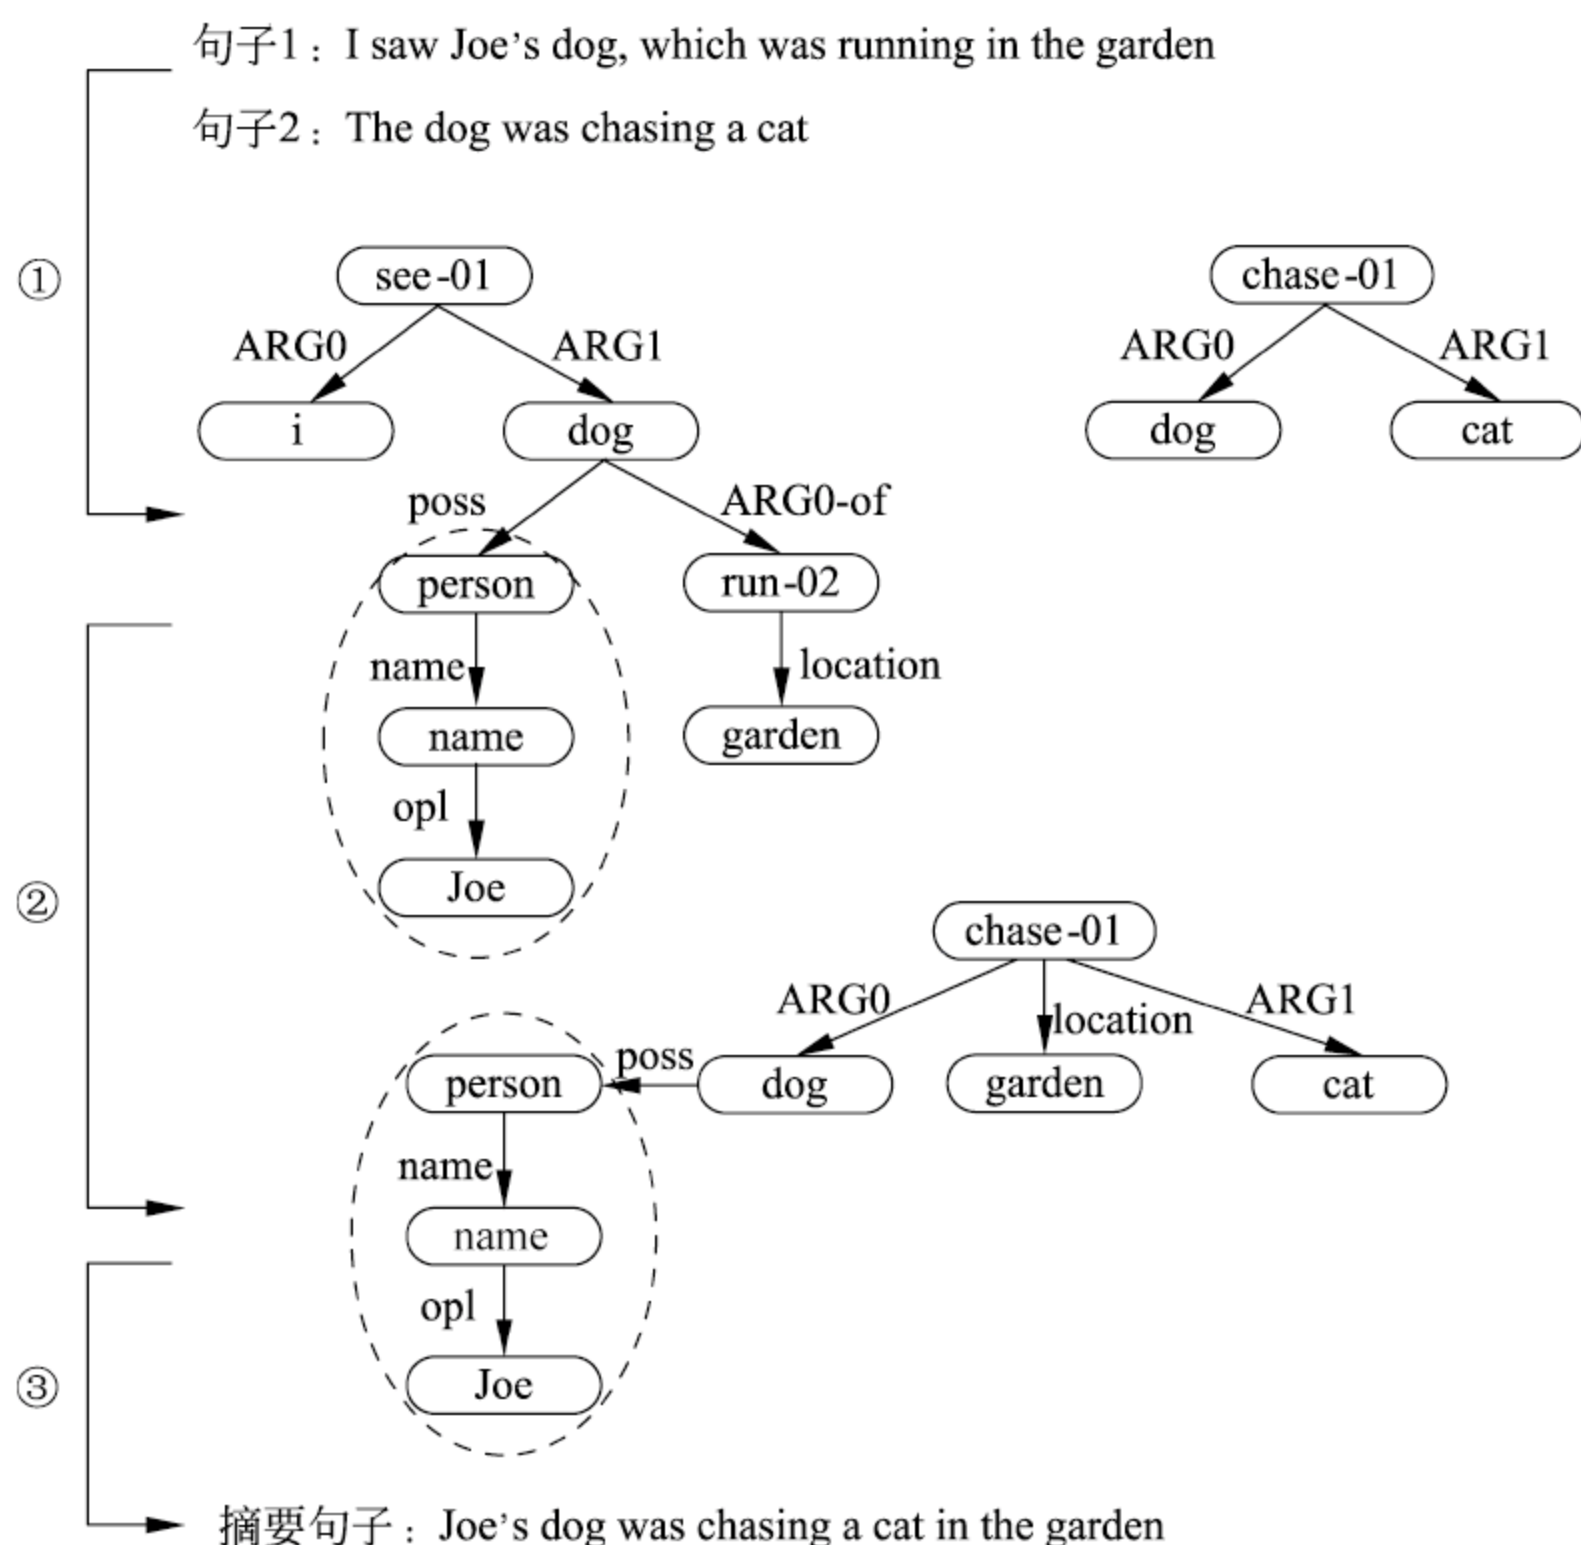 句子1：I saw Joe’s dog, which was running in the garden
句子2：The dog was chasing a cat
①
see-01
chase-01
ARG0
ARG1
ARG0
ARG1
i
dog
dog
cat
poss
ARG0-of
person
run-02
name
location
name
garden
opl
Joe
②
chase-01
ARG0
location
ARG1
person
poss
dog
garden
cat
name
name
opl
③
Joe
摘要句子：Joe’s dog was chasing a cat in the garden